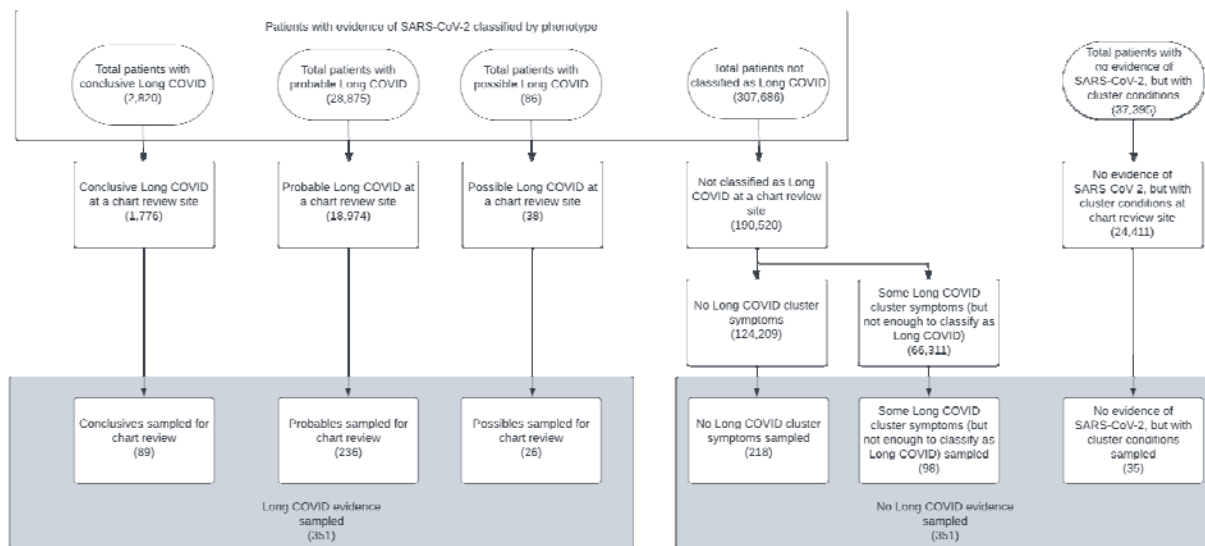 Patients with evidence of SARS-CoV-2 classified by phenotype
Total patients with
conclusive Long COVID
(2,820)
Total patients with
probable Long COVID
(28,875)
Total patients with
possible Long COVID
(86)
Total patients not
classified as Long COVID
(307,686)
Total patients with
no evidence of
SARS-CoV-2, but with
cluster conditions
(37,395)
Conclusive Long COVID
at a chart review site
(1,776)
Probable Long COVID at
a chart review site
(18,974)
Possible Long COVID at
a chart review site
(38)
Not classified as Long
COVID at a chart review
site
(190,520)
No evidence of
SARS CoV 2, but with
cluster conditions at
chart review site
(24,411)
No Long COVID cluster
symptoms
(124,209)
Some Long COVID
cluster symptoms (but
not enough to classify as
Long COVID)
(66,311)
Conclusives sampled for
chart review
(89)
Probables sampled for
chart review
(236)
Possibles sampled for
chart review
(26)
No Long COVID cluster
symptoms sampled
(218)
Some Long COVID
cluster symptoms (but
not enough to classify as
Long COVID) sampled
(98)
No evidence of
SARS-CoV-2, but with
cluster conditions
sampled
(35)
Long COVID evidence
sampled
(351)
No Long COVID evidence
sampled
(351)